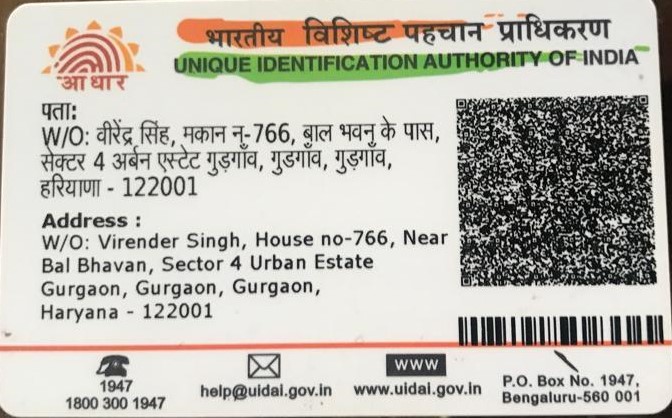 भारतीय विशिष्ट पहचान प्राधिकरण
UNIQUE IDENTIFICATION AUTHORITY OF INDIA
आधार
पता:
W/O: वीरेंद्र सिंह, मकान न-766, बाल भवन के पास,
सेक्टर 4 अर्बन एस्टेट गुड़गाँव, गुडगाँव, गुड़गाँव,
हरियाणा - 122001
Address :
W/O: Virender Singh, House no-766, Near
Bal Bhavan, Sector 4 Urban Estate
Gurgaon, Gurgaon, Gurgaon,
Haryana - 122001
1947
1800 300 1947
help@uidai.gov.in
WWW
www.uidai.gov.in
P.O. Box No. 1947,
Bengaluru-560 001